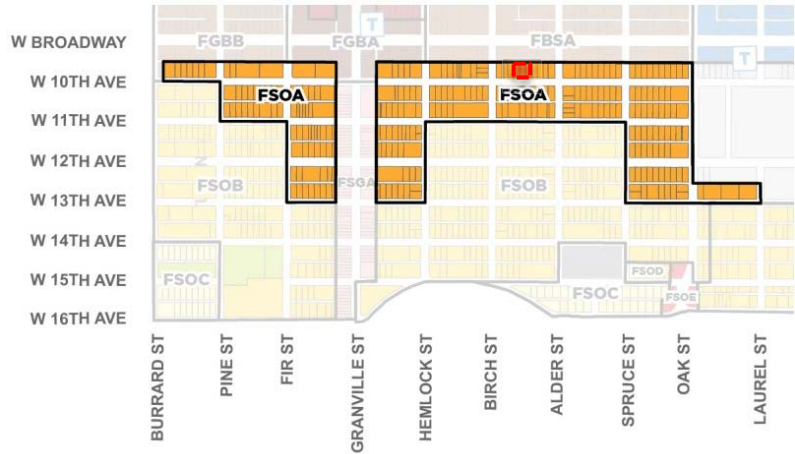 T
W BROADWAY
FGBB
FGBA
FBSA
T
W 10TH AVE
FSOA
FSOA
W 11TH AVE
W 12TH AVE
FSOB
FSGA
FSOB
W 13TH AVE
W 14TH AVE
FSOC
W 15TH AVE
FSOC
FSOD
FSOE
W 16TH AVE
BURRARD ST
PINE ST
FIR ST
GRANVILLE ST
HEMLOCK ST
BIRCH ST
ALDER ST
SPRUCE ST
OAK ST
LAUREL ST